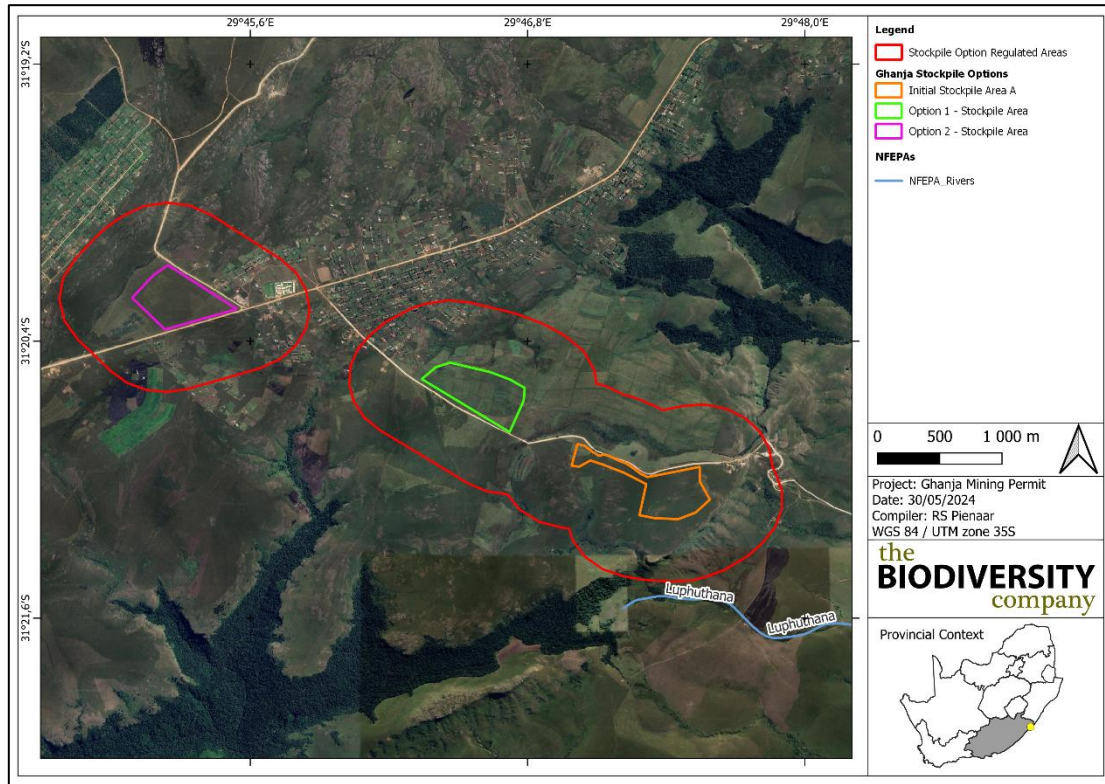 29°45,6'E
29°46,8'E
29°48,0'E
31°19,2'S
31°20,4'S
31°21,6'S
Luphuthana
Luphuthana
Legend
Stockpile Option Regulated Areas
Ghanja Stockpile Options
Initial Stockpile Area A
Option 1 - Stockpile Area
Option 2 - Stockpile Area
NFEPAs
NFEPA_Rivers
0 500 1 000 m
Project: Ghanja Mining Permit
Date: 30/05/2024
Compiler: RS Pienaar
WGS 84 / UTM zone 35S
the
BIODIVERSITY
company
Provincial Context